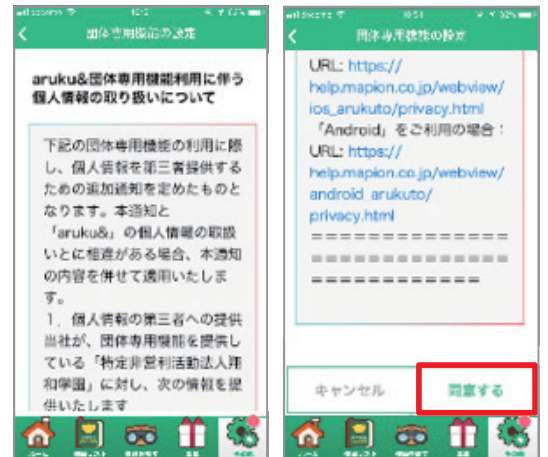 団体専用機能の設定
aruku&団体専用機能利用に伴う
個人情報の取り扱いについて
下記の団体専用機能の利用に際
し、個人情報を第三者提供する
ための追加通知を定めたものと
なります。本通知と
「aruku&」の個人情報の取扱
いとに相違がある場合、本通知
の内容を併せて適用いたしま
す。
1．個人情報の第三者への提供
当社が、団体専用機能を提供し
ている「特定非営利活動法人翔
和学園」に対し、次の情報を提
供いたします
団体専用機能の設定
10:51
URL: https://
help.mapion.co.jp/webview/
ios_arukuto/privacy.html
「Android」をご利用の場合：
URL: https://
help.mapion.co.jp/webview/
android_arukuto/
privacy.html
==============
==============
============
キャンセル
同意する